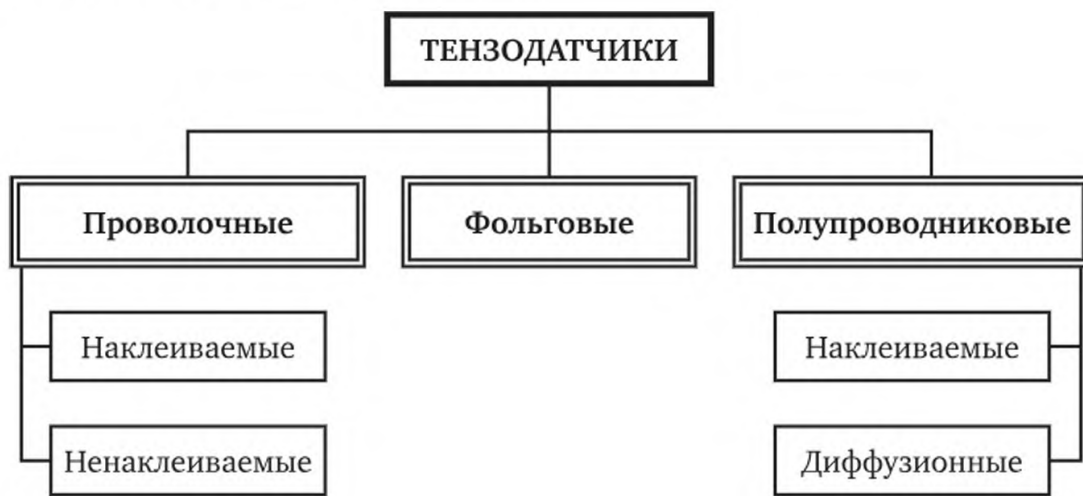 ТЕНЗОДАТЧИКИ
Проволочные
Фольговые
Полупроводниковые
Наклеиваемые
Наклеиваемые
Ненаклеиваемые
Диффузионные